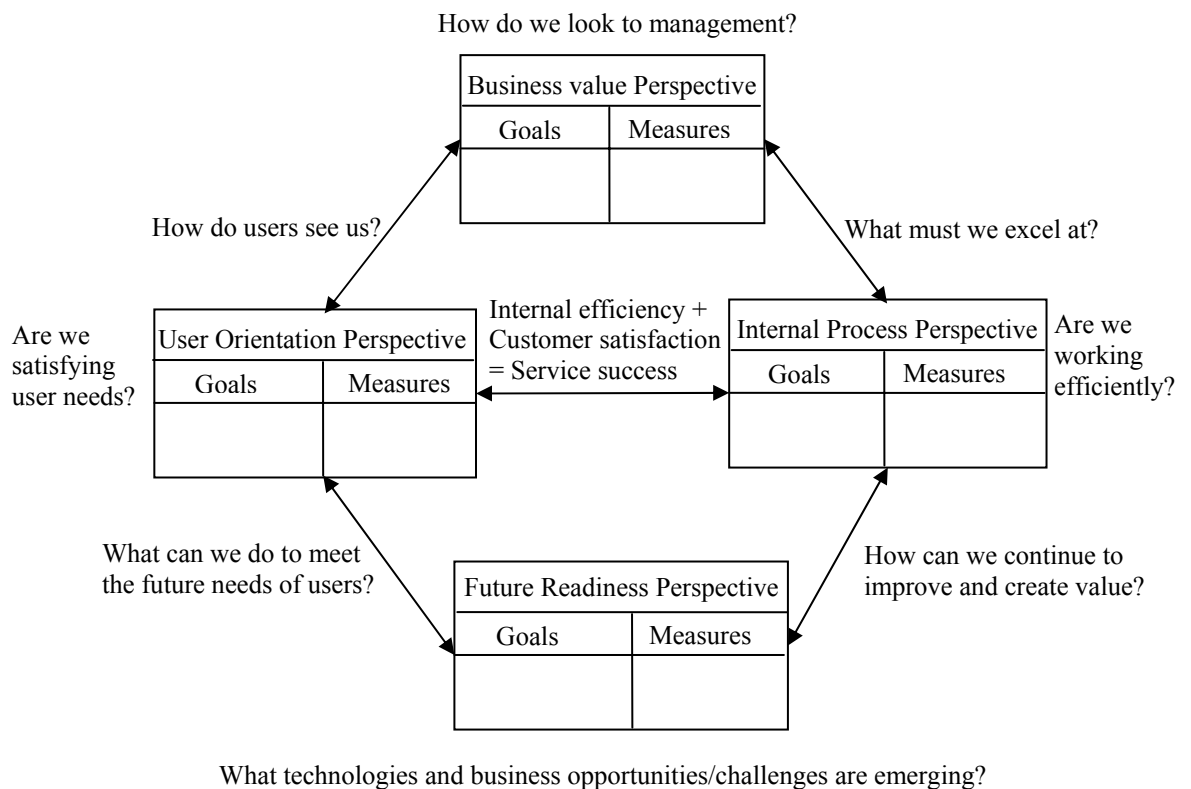 How do we look to management?
Business value Perspective
Goals Measures
How do users see us?
What must we excel at?
Internal efficiency +
Customer satisfaction
= Service success
Are we
satisfying
user needs?
User Orientation Perspective
Goals Measures
Internal Process Perspective
Goals Measures
Are we
working
efficiently?
What can we do to meet
the future needs of users?
Future Readiness Perspective
Goals Measures
How can we continue to
improve and create value?
What technologies and business opportunities/challenges are emerging?